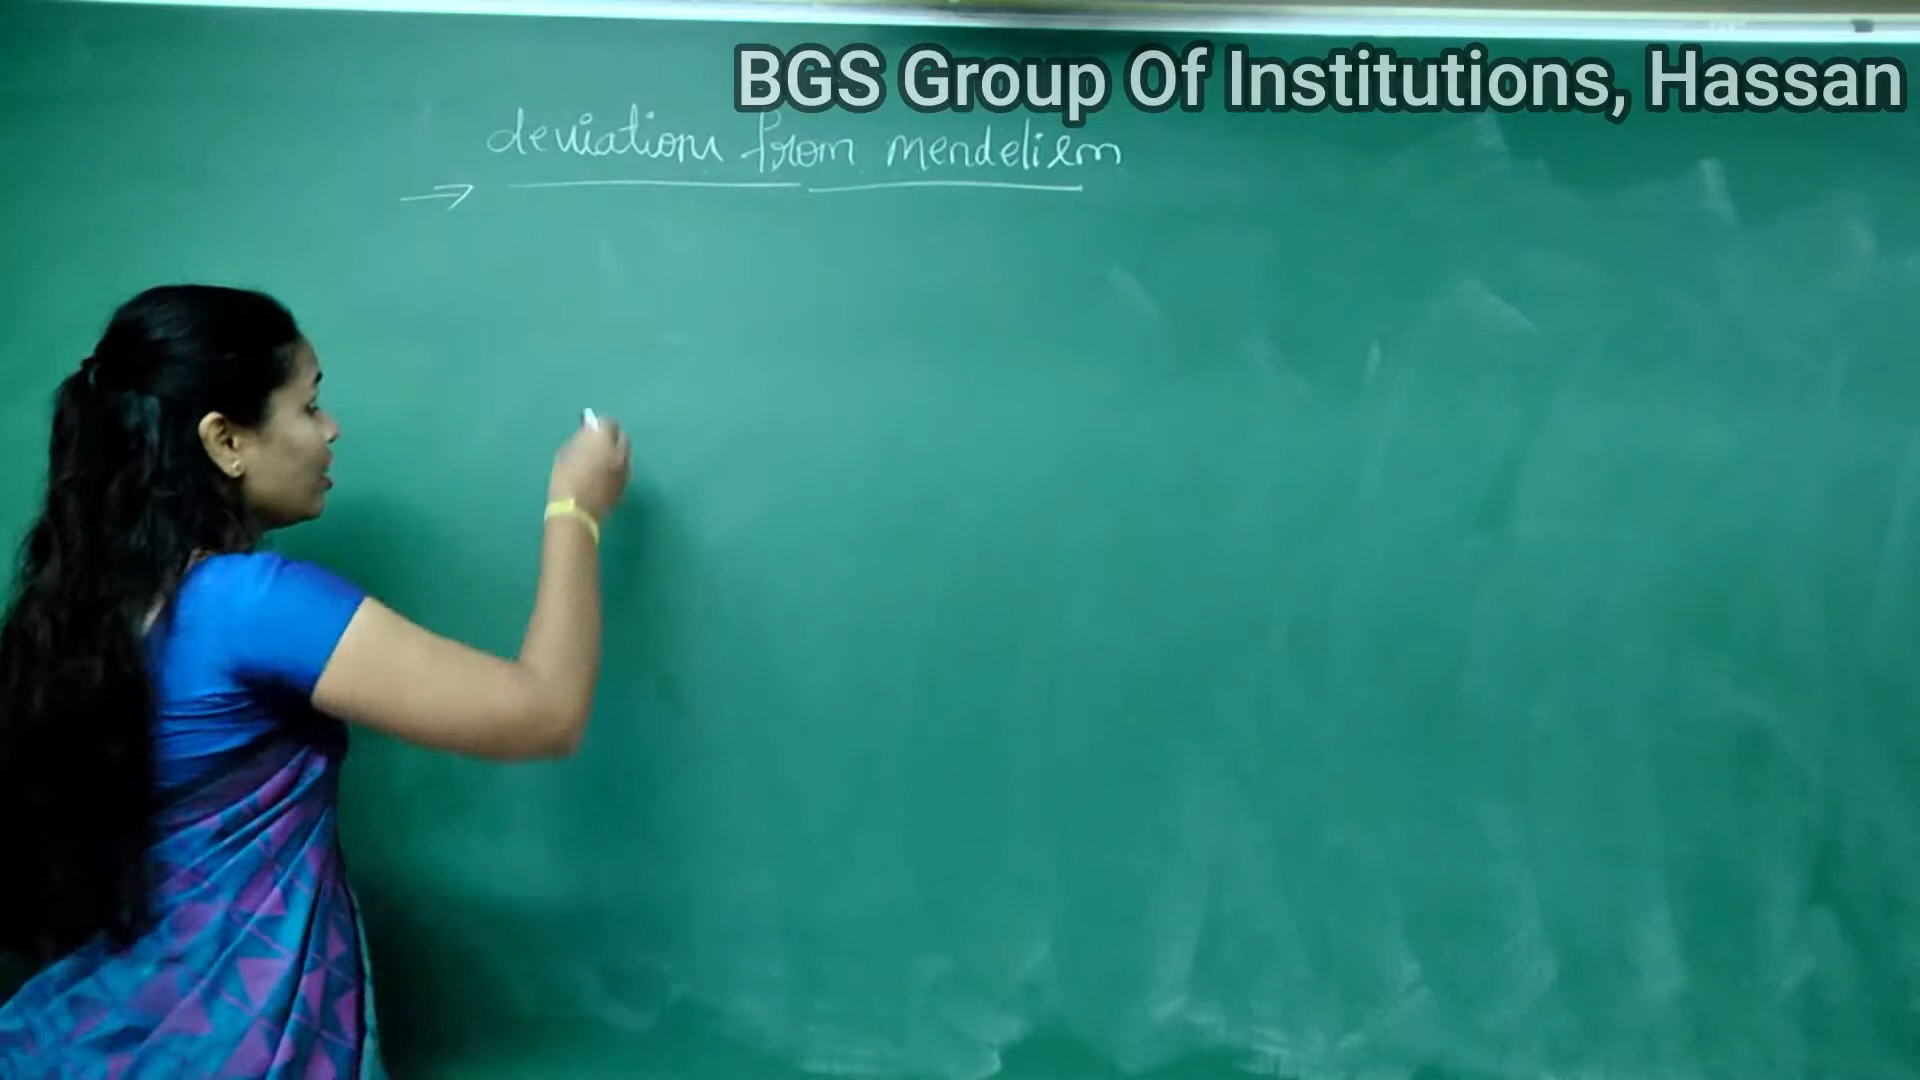 BGS Group Of Institutions, Hassan
deviations from mendelism
→